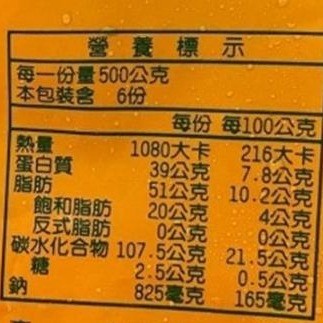 營養標示
每一份量500公克
本包裝含 6份
每份 每100公克
熱量 1080大卡 216大卡
蛋白質 39公克 7.8公克
脂肪 51公克 10.2公克
飽和脂肪 20公克 4公克
反式脂肪 0公克 0公克
碳水化合物 107.5公克 21.5公克
糖 2.5公克 0.5公克
鈉 825毫克 165毫克